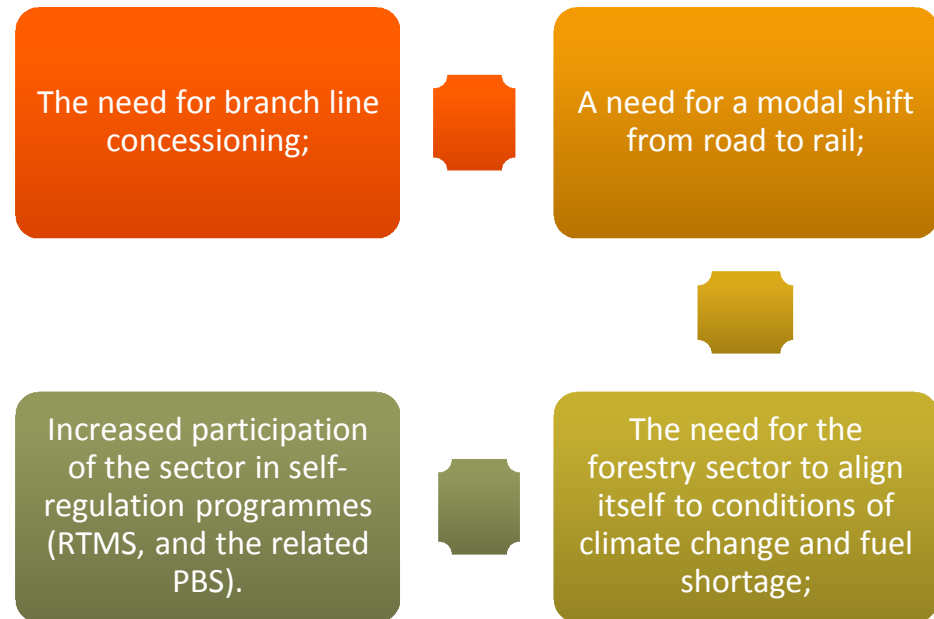 The need for branch line
concessioning;
A need for a modal shift
from road to rail;
The need for the
forestry sector to align
itself to conditions of
climate change and fuel
shortage;
Increased participation
of the sector in self-
regulation programmes
(RTMS, and the related
PBS).